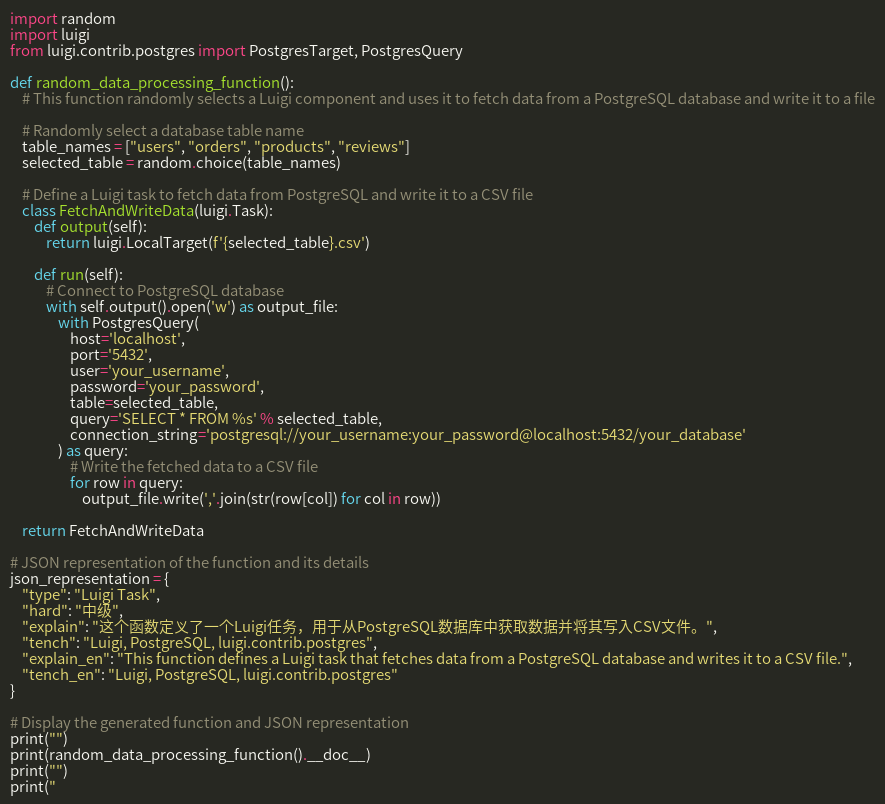 import random
import luigi
from luigi.contrib.postgres import PostgresTarget, PostgresQuery

def random_data_processing_function():
    # This function randomly selects a Luigi component and uses it to fetch data from a PostgreSQL database and write it to a file

    # Randomly select a database table name
    table_names = ["users", "orders", "products", "reviews"]
    selected_table = random.choice(table_names)

    # Define a Luigi task to fetch data from PostgreSQL and write it to a CSV file
    class FetchAndWriteData(luigi.Task):
        def output(self):
            return luigi.LocalTarget(f'{selected_table}.csv')

        def run(self):
            # Connect to PostgreSQL database
            with self.output().open('w') as output_file:
                with PostgresQuery(
                    host='localhost',
                    port='5432',
                    user='your_username',
                    password='your_password',
                    table=selected_table,
                    query='SELECT * FROM %s' % selected_table,
                    connection_string='postgresql://your_username:your_password@localhost:5432/your_database'
                ) as query:
                    # Write the fetched data to a CSV file
                    for row in query:
                        output_file.write(','.join(str(row[col]) for col in row))

    return FetchAndWriteData

# JSON representation of the function and its details
json_representation = {
    "type": "Luigi Task",
    "hard": "中级",
    "explain": "这个函数定义了一个Luigi任务，用于从PostgreSQL数据库中获取数据并将其写入CSV文件。",
    "tench": "Luigi, PostgreSQL, luigi.contrib.postgres",
    "explain_en": "This function defines a Luigi task that fetches data from a PostgreSQL database and writes it to a CSV file.",
    "tench_en": "Luigi, PostgreSQL, luigi.contrib.postgres"
}

# Display the generated function and JSON representation
print("")
print(random_data_processing_function().__doc__)
print("")
print("